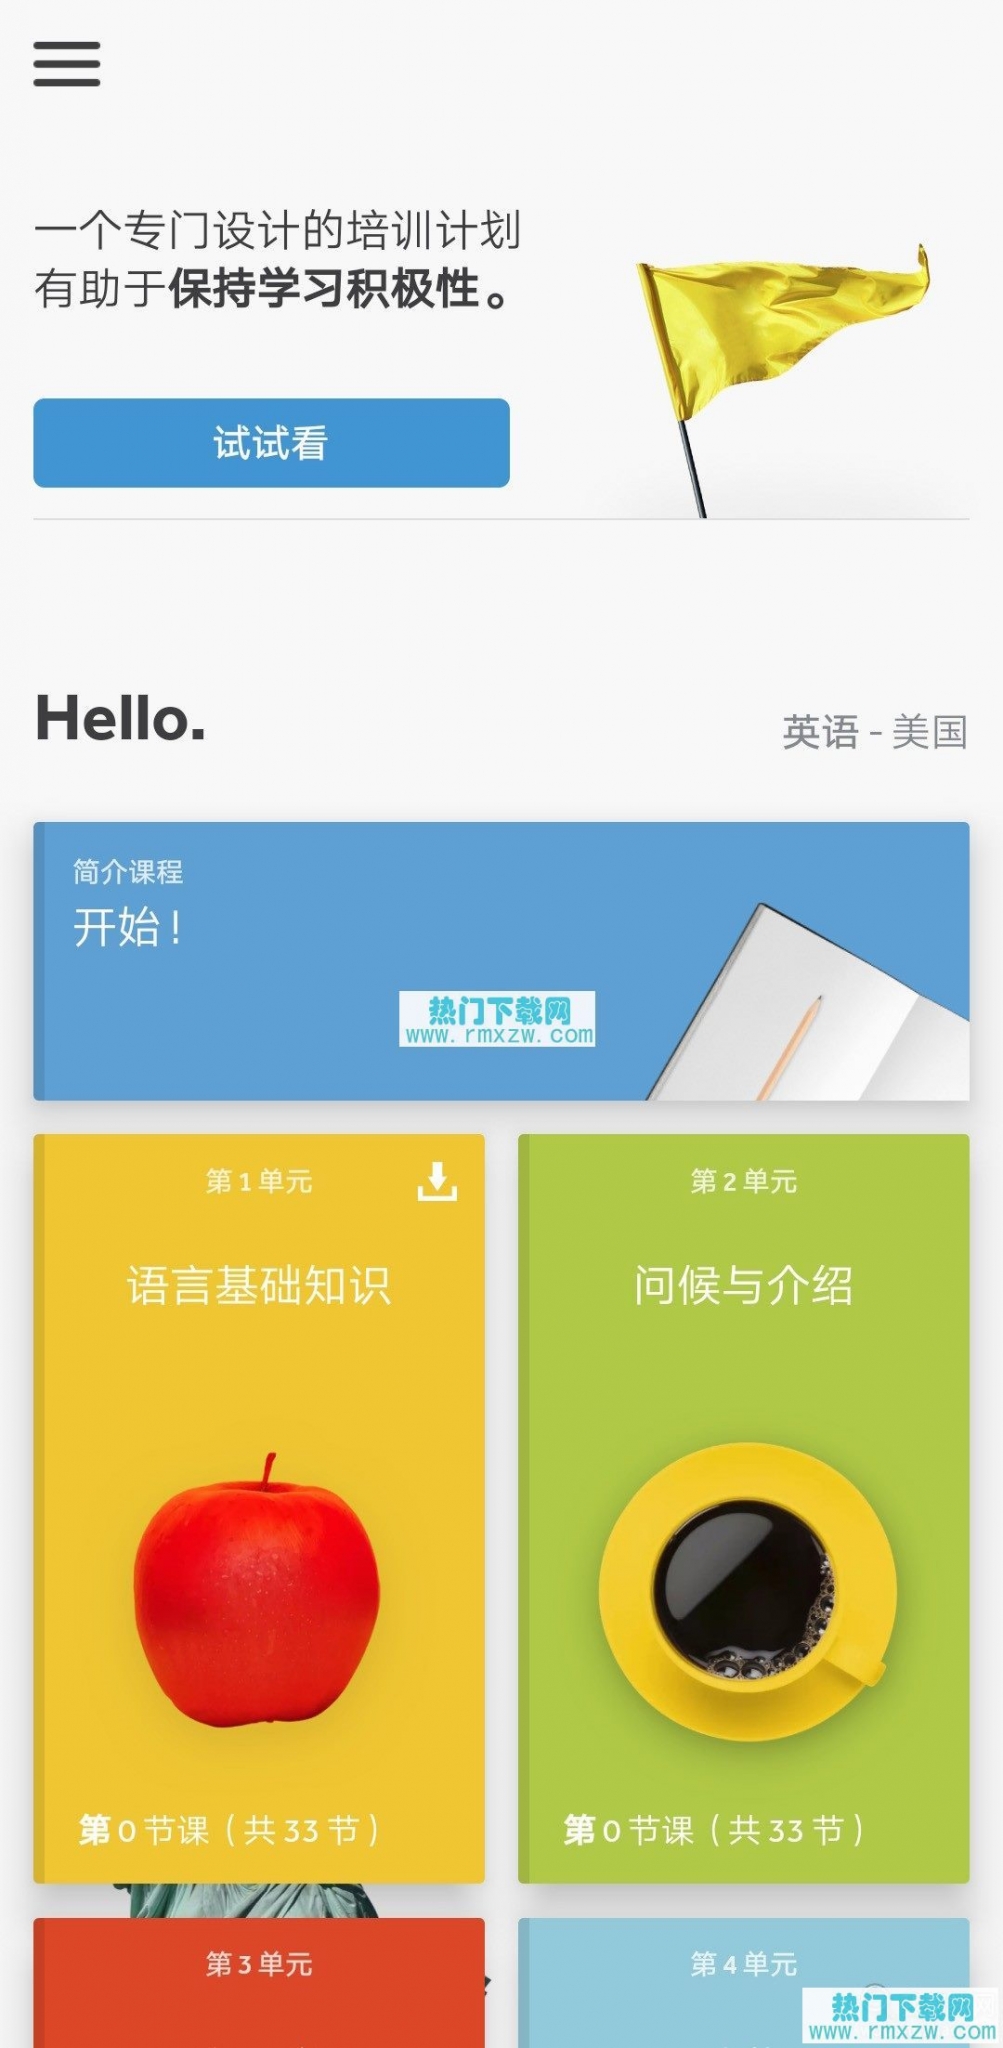 一个专门设计的培训计划
有助于保持学习积极性。
试试看
Hello.
英语 - 美国
简介课程
开始！
热门下载网
www.rmxzw.com
第 1 单元
第 2 单元
语言基础知识
问候与介绍
第 0 节课（共 33 节）
第 0 节课（共 33 节）
第 3 单元
第 4 单元
热门下载网
www.rmxzw.com